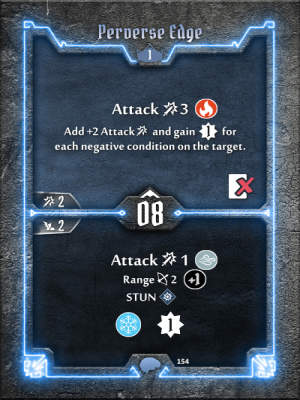 Perverse Edge
1
Attack 3
Add +2 Attack and gain 1 for
each negative condition on the target.
2
08
2
Attack 1
Range 2 +1
STUN
1
154